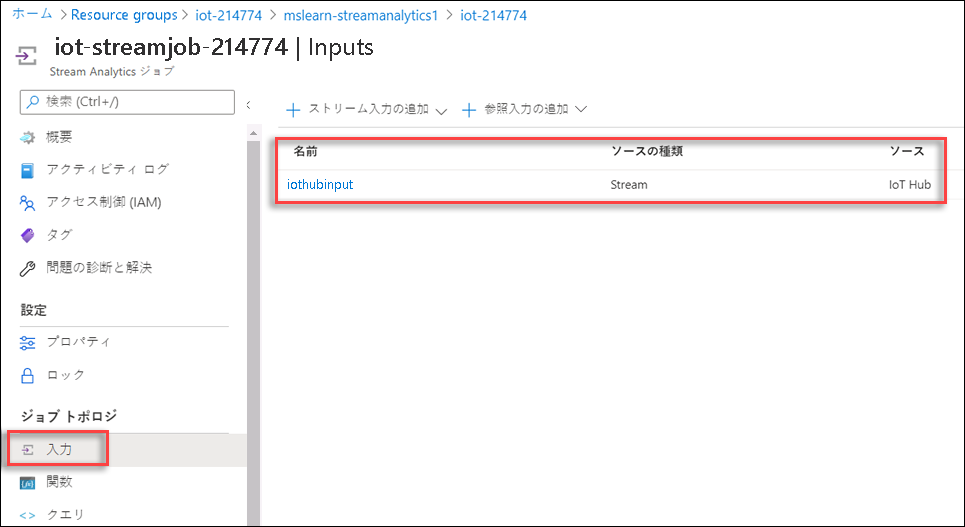 ホーム > Resource groups > iot-214774 > mslearn-streamanalytics1 > iot-214774
iot-streamjob-214774 | Inputs
Stream Analytics ジョブ
検索 (Ctrl+/)
ストリーム入力の追加 参照入力の追加
概要
アクティビティ ログ
アクセス制御 (IAM)
タグ
問題の診断と解決
設定
プロパティ
ロック
ジョブ トポロジ
入力
関数
クエリ
名前 ソースの種類 ソース
iothubinput Stream IoT Hub